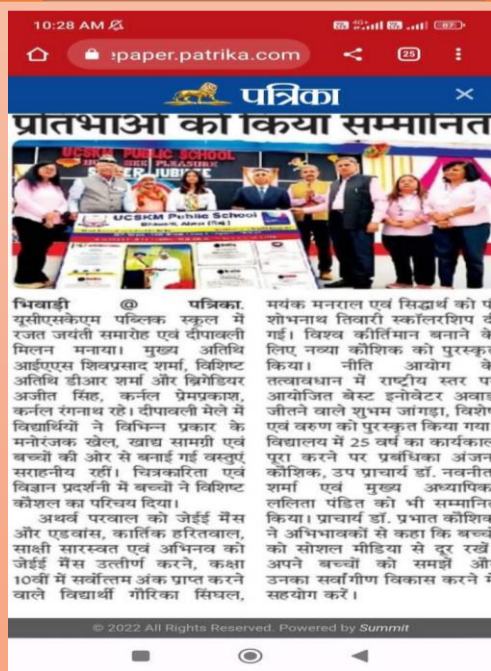 10:28 AM
epaper.patrika.com
25
पत्रिका
प्रतिभाओं को किया सम्मानित
UCSKM PUBLIC SCHOOL
PLEASURE
JUBILEE
UCSKM Public School
भिवाड़ी @ पत्रिका.
यूसीएसकेएम पब्लिक स्कूल में
रजत जयंती समारोह एवं दीपावली
मिलन मनाया। मुख्य अतिथि
आईएएस शिवप्रसाद शर्मा, विशिष्ट
अतिथि डीआर शर्मा और ब्रिगेडियर
अजीत सिंह, कर्नल प्रेमप्रकाश,
कर्नल रंगनाथ रहे। दीपावली मेले में
विद्यार्थियों ने विभिन्न प्रकार के
मनोरंजक खेल, खाद्य सामग्री एवं
बच्चों की ओर से बनाई गई वस्तुएं
सराहनीय रहीं। चित्रकारिता एवं
विज्ञान प्रदर्शनी में बच्चों ने विशिष्ट
कौशल का परिचय दिया।
अथर्व परवाल को जेईई मैंस
और एडवांस, कार्तिक हरितवाल,
साक्षी सारस्वत एवं अभिनव को
जेईई मैंस उत्तीर्ण करने, कक्षा
10वीं में सर्वोत्तम अंक प्राप्त करने
वाले विद्यार्थी गौरिका सिंघल,
मयंक मनराल एवं सिद्धार्थ को पं
शोभनाथ तिवारी स्कॉलरशिप दी
गई। विश्व कीर्तिमान बनाने के
लिए नव्या कौशिक को पुरस्कृत
किया। नीति आयोग के
तत्वावधान में राष्ट्रीय स्तर पर
आयोजित बेस्ट इनोवेटर अवार्ड
जीतने वाले शुभम जांगड़ा, विशेष
एवं वरुण को पुरस्कृत किया गया
विद्यालय में 25 वर्ष का कार्यकाल
पूरा करने पर प्रबंधिका अंजना
कौशिक, उप प्राचार्य डॉ. नवनीता
शर्मा एवं मुख्य अध्यापिका
ललिता पंडित को भी सम्मानित
किया। प्राचार्य डॉ. प्रभात कौशिक
ने अभिभावकों से कहा कि बच्चों
को सोशल मीडिया से दूर रखें
अपने बच्चों को समझें और
उनका सर्वांगीण विकास करने में
सहयोग करें।
© 2022 All Rights Reserved. Powered by Summit